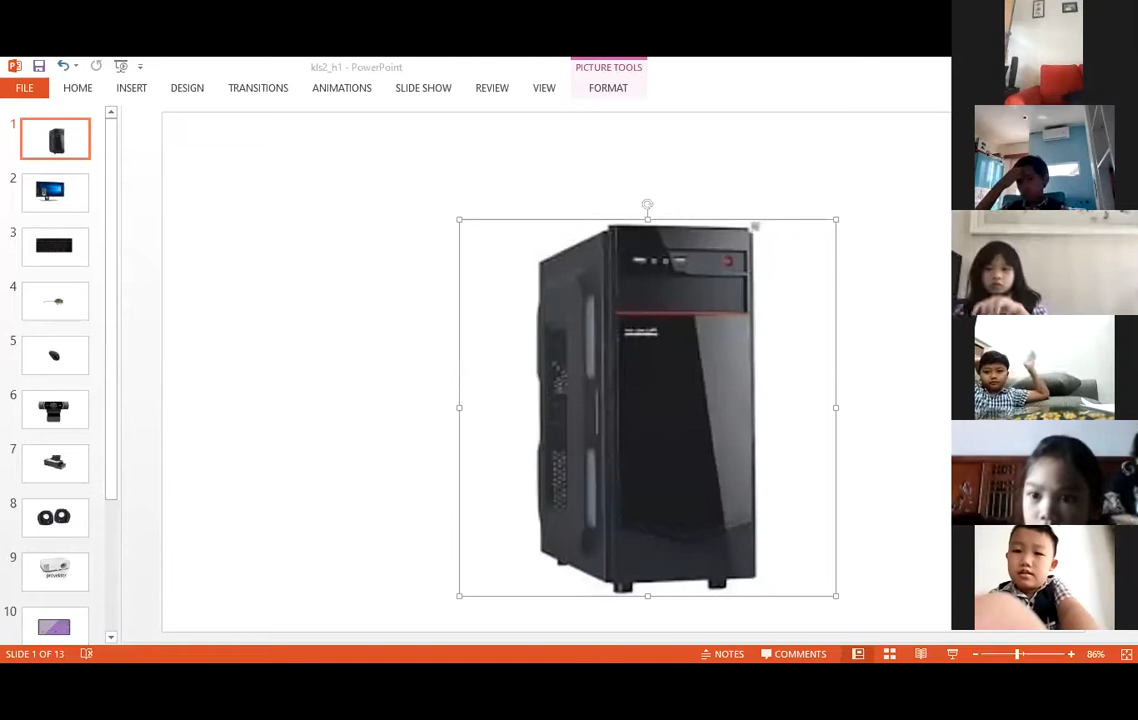 kls2_h1 - PowerPoint
PICTURE TOOLS
FILE HOME INSERT DESIGN TRANSITIONS ANIMATIONS SLIDE SHOW REVIEW VIEW FORMAT
1
2
3
4
5
6
7
8
9
proyektor
10
SLIDE 1 OF 13 NOTES COMMENTS 86%